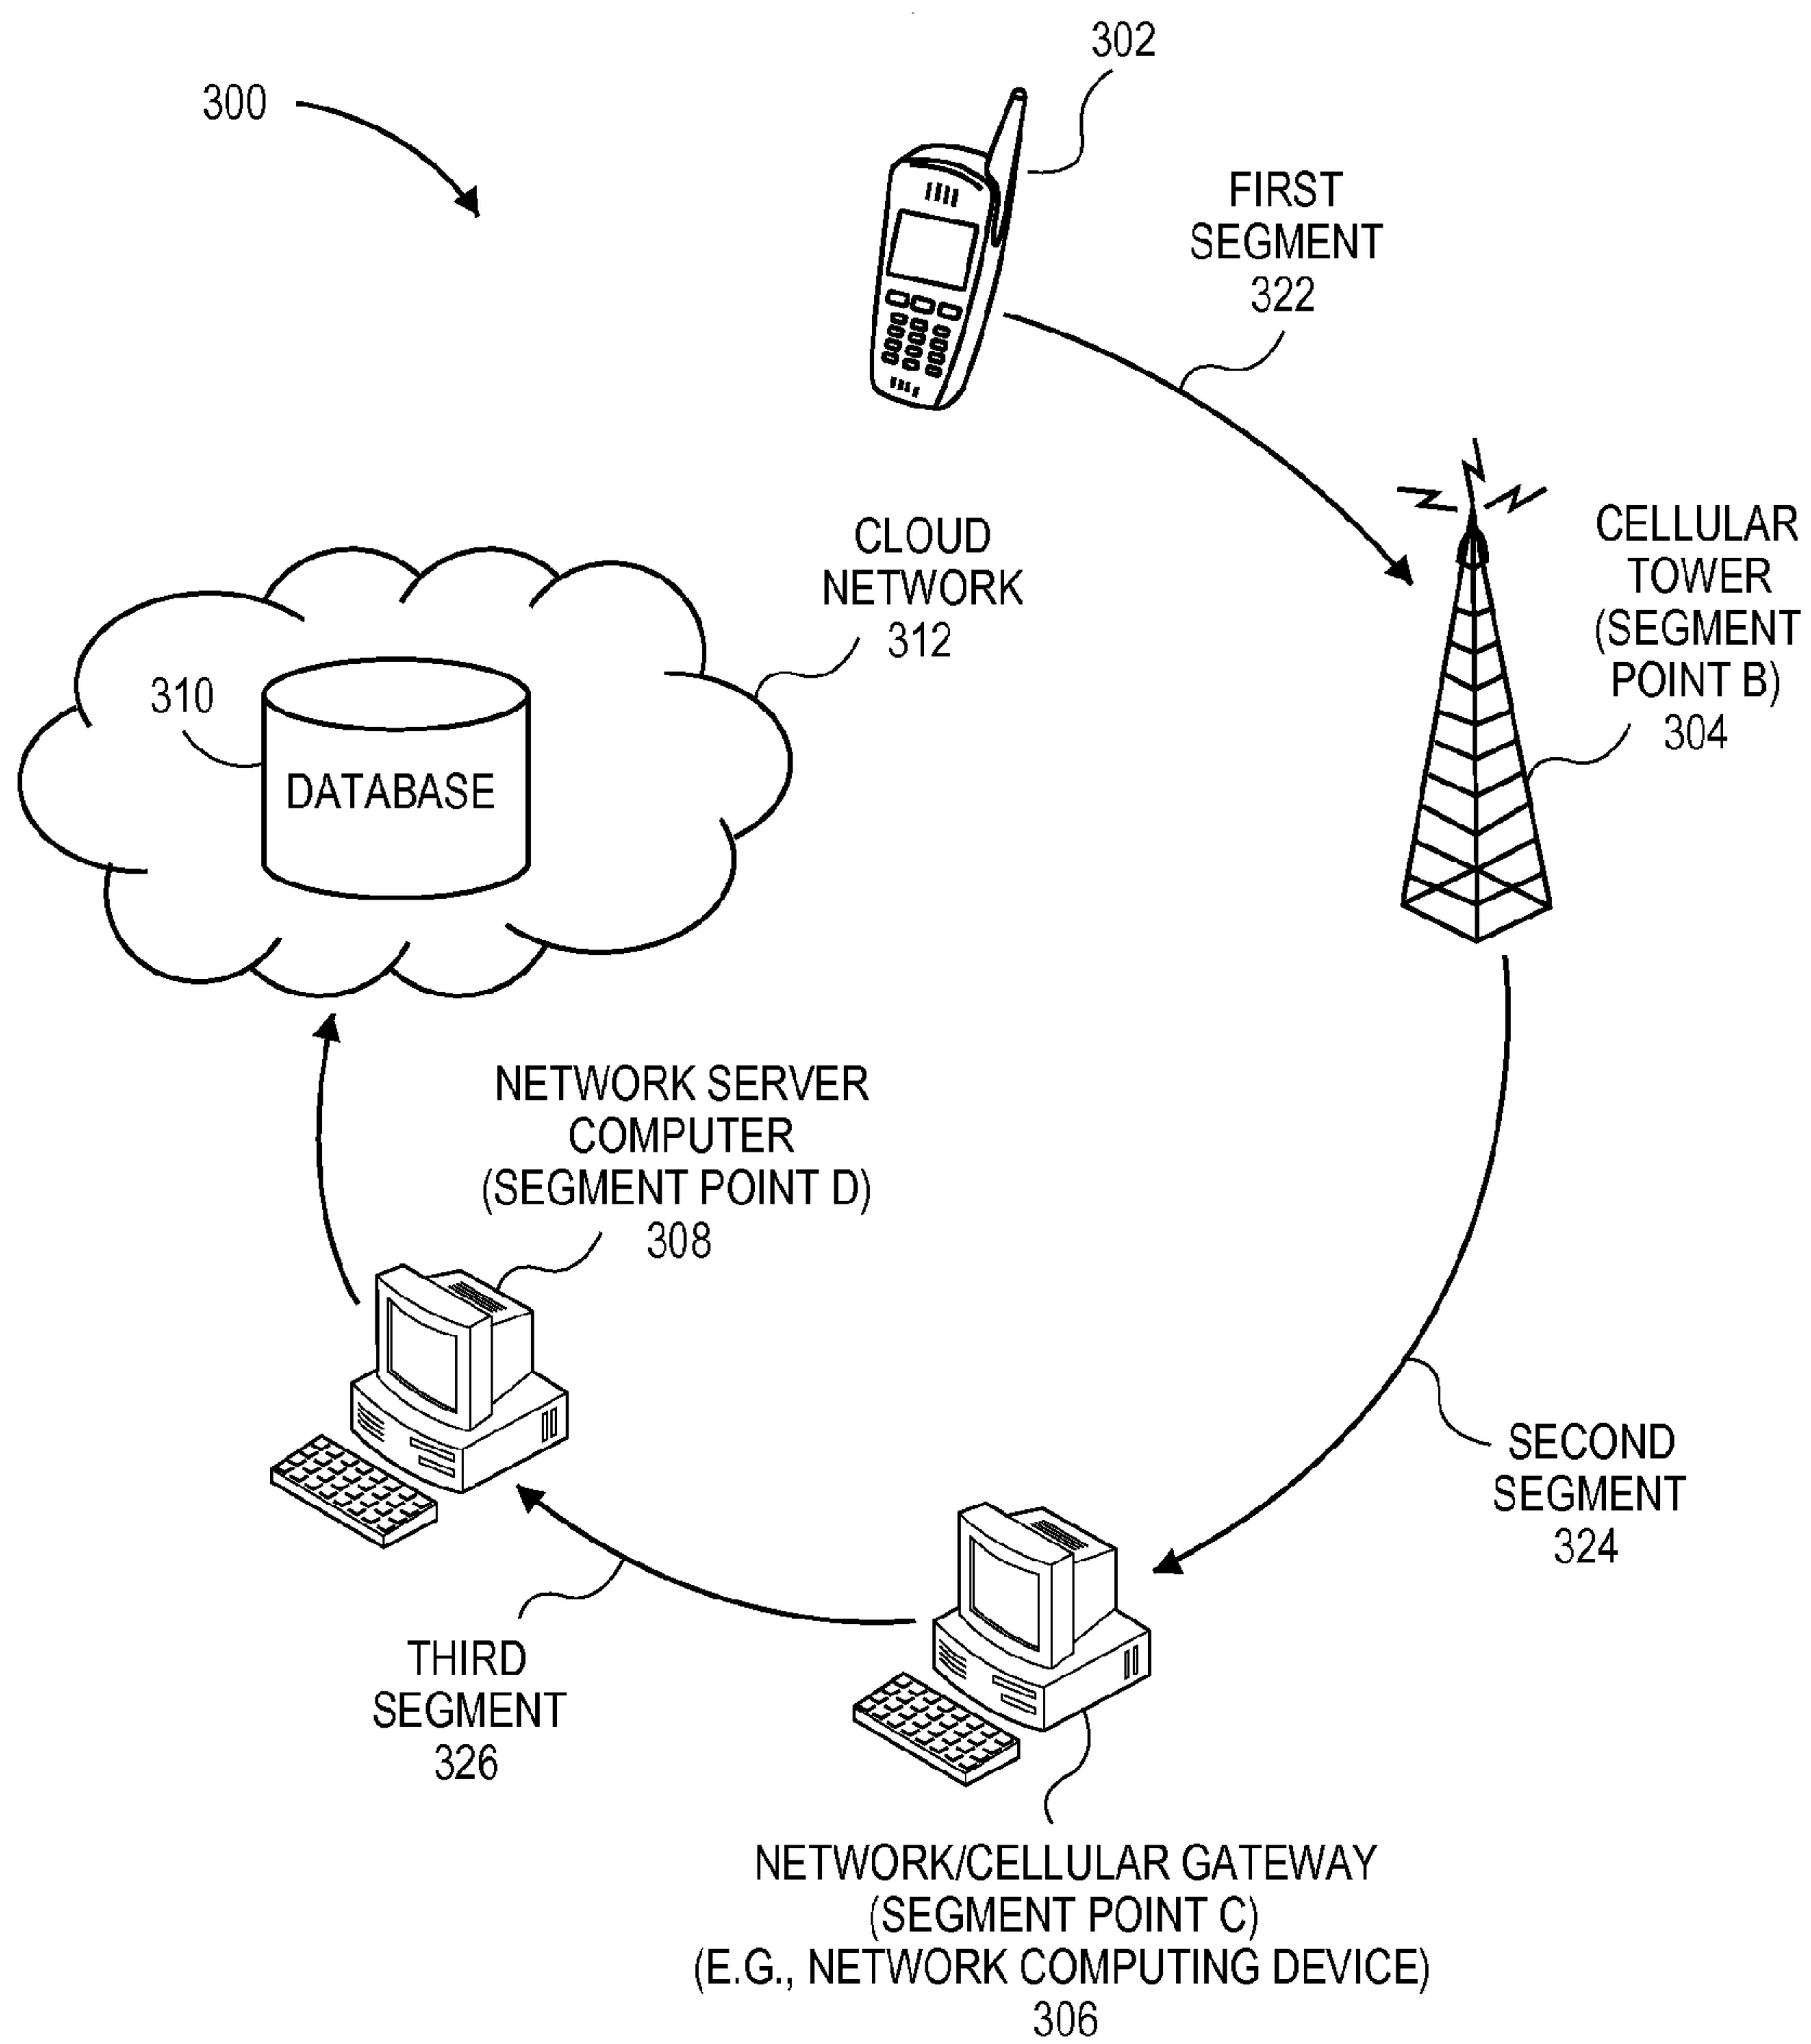 302
300
FIRST
SEGMENT
322
CLOUD
NETWORK
312
CELLULAR
TOWER
(SEGMENT
POINT B)
304
310
DATABASE
NETWORK SERVER
COMPUTER
(SEGMENT POINT D)
308
SECOND
SEGMENT
324
THIRD
SEGMENT
326
NETWORK/CELLULAR GATEWAY
(SEGMENT POINT C)
(E.G., NETWORK COMPUTING DEVICE)
306